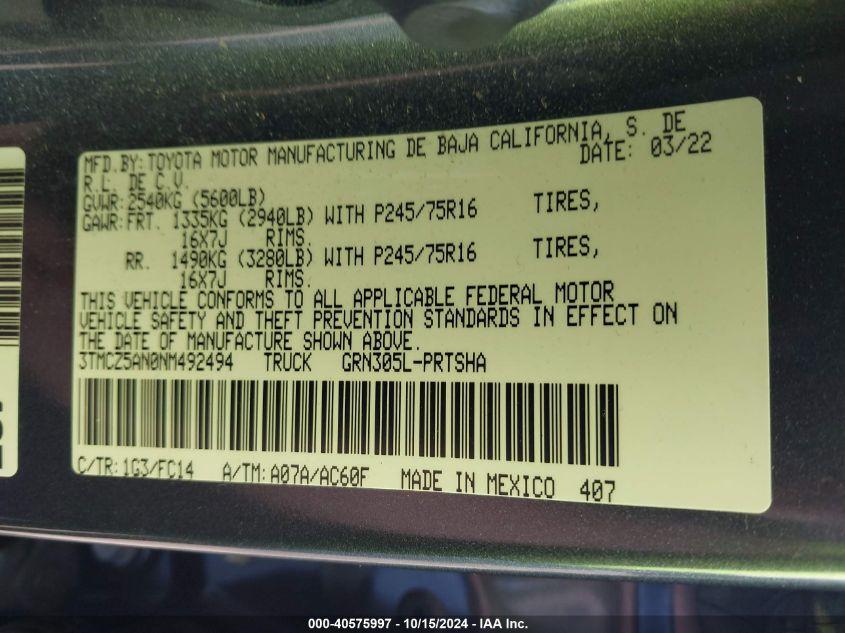 MFD.BY:TOYOTA MOTOR MANUFACTURING DE BAJA CALIFORNIA, S. DE
R.L. DE C.V. DATE: 03/22
GVWR:2540KG (5600LB)
GAWR:FRT. 1335KG (2940LB) WITH P245/75R16 TIRES,
16X7J RIMS.
RR. 1490KG (3280LB) WITH P245/75R16 TIRES,
16X7J RIMS.
THIS VEHICLE CONFORMS TO ALL APPLICABLE FEDERAL MOTOR
VEHICLE SAFETY AND THEFT PREVENTION STANDARDS IN EFFECT ON
THE DATE OF MANUFACTURE SHOWN ABOVE.
3TMCZ5AN0NM492494 TRUCK GRN305L-PRTSHA
C/TR:1G3/FC14 A/TM:A07A/AC60F MADE IN MEXICO 407
000-40575997 - 10/15/2024 - IAA Inc.